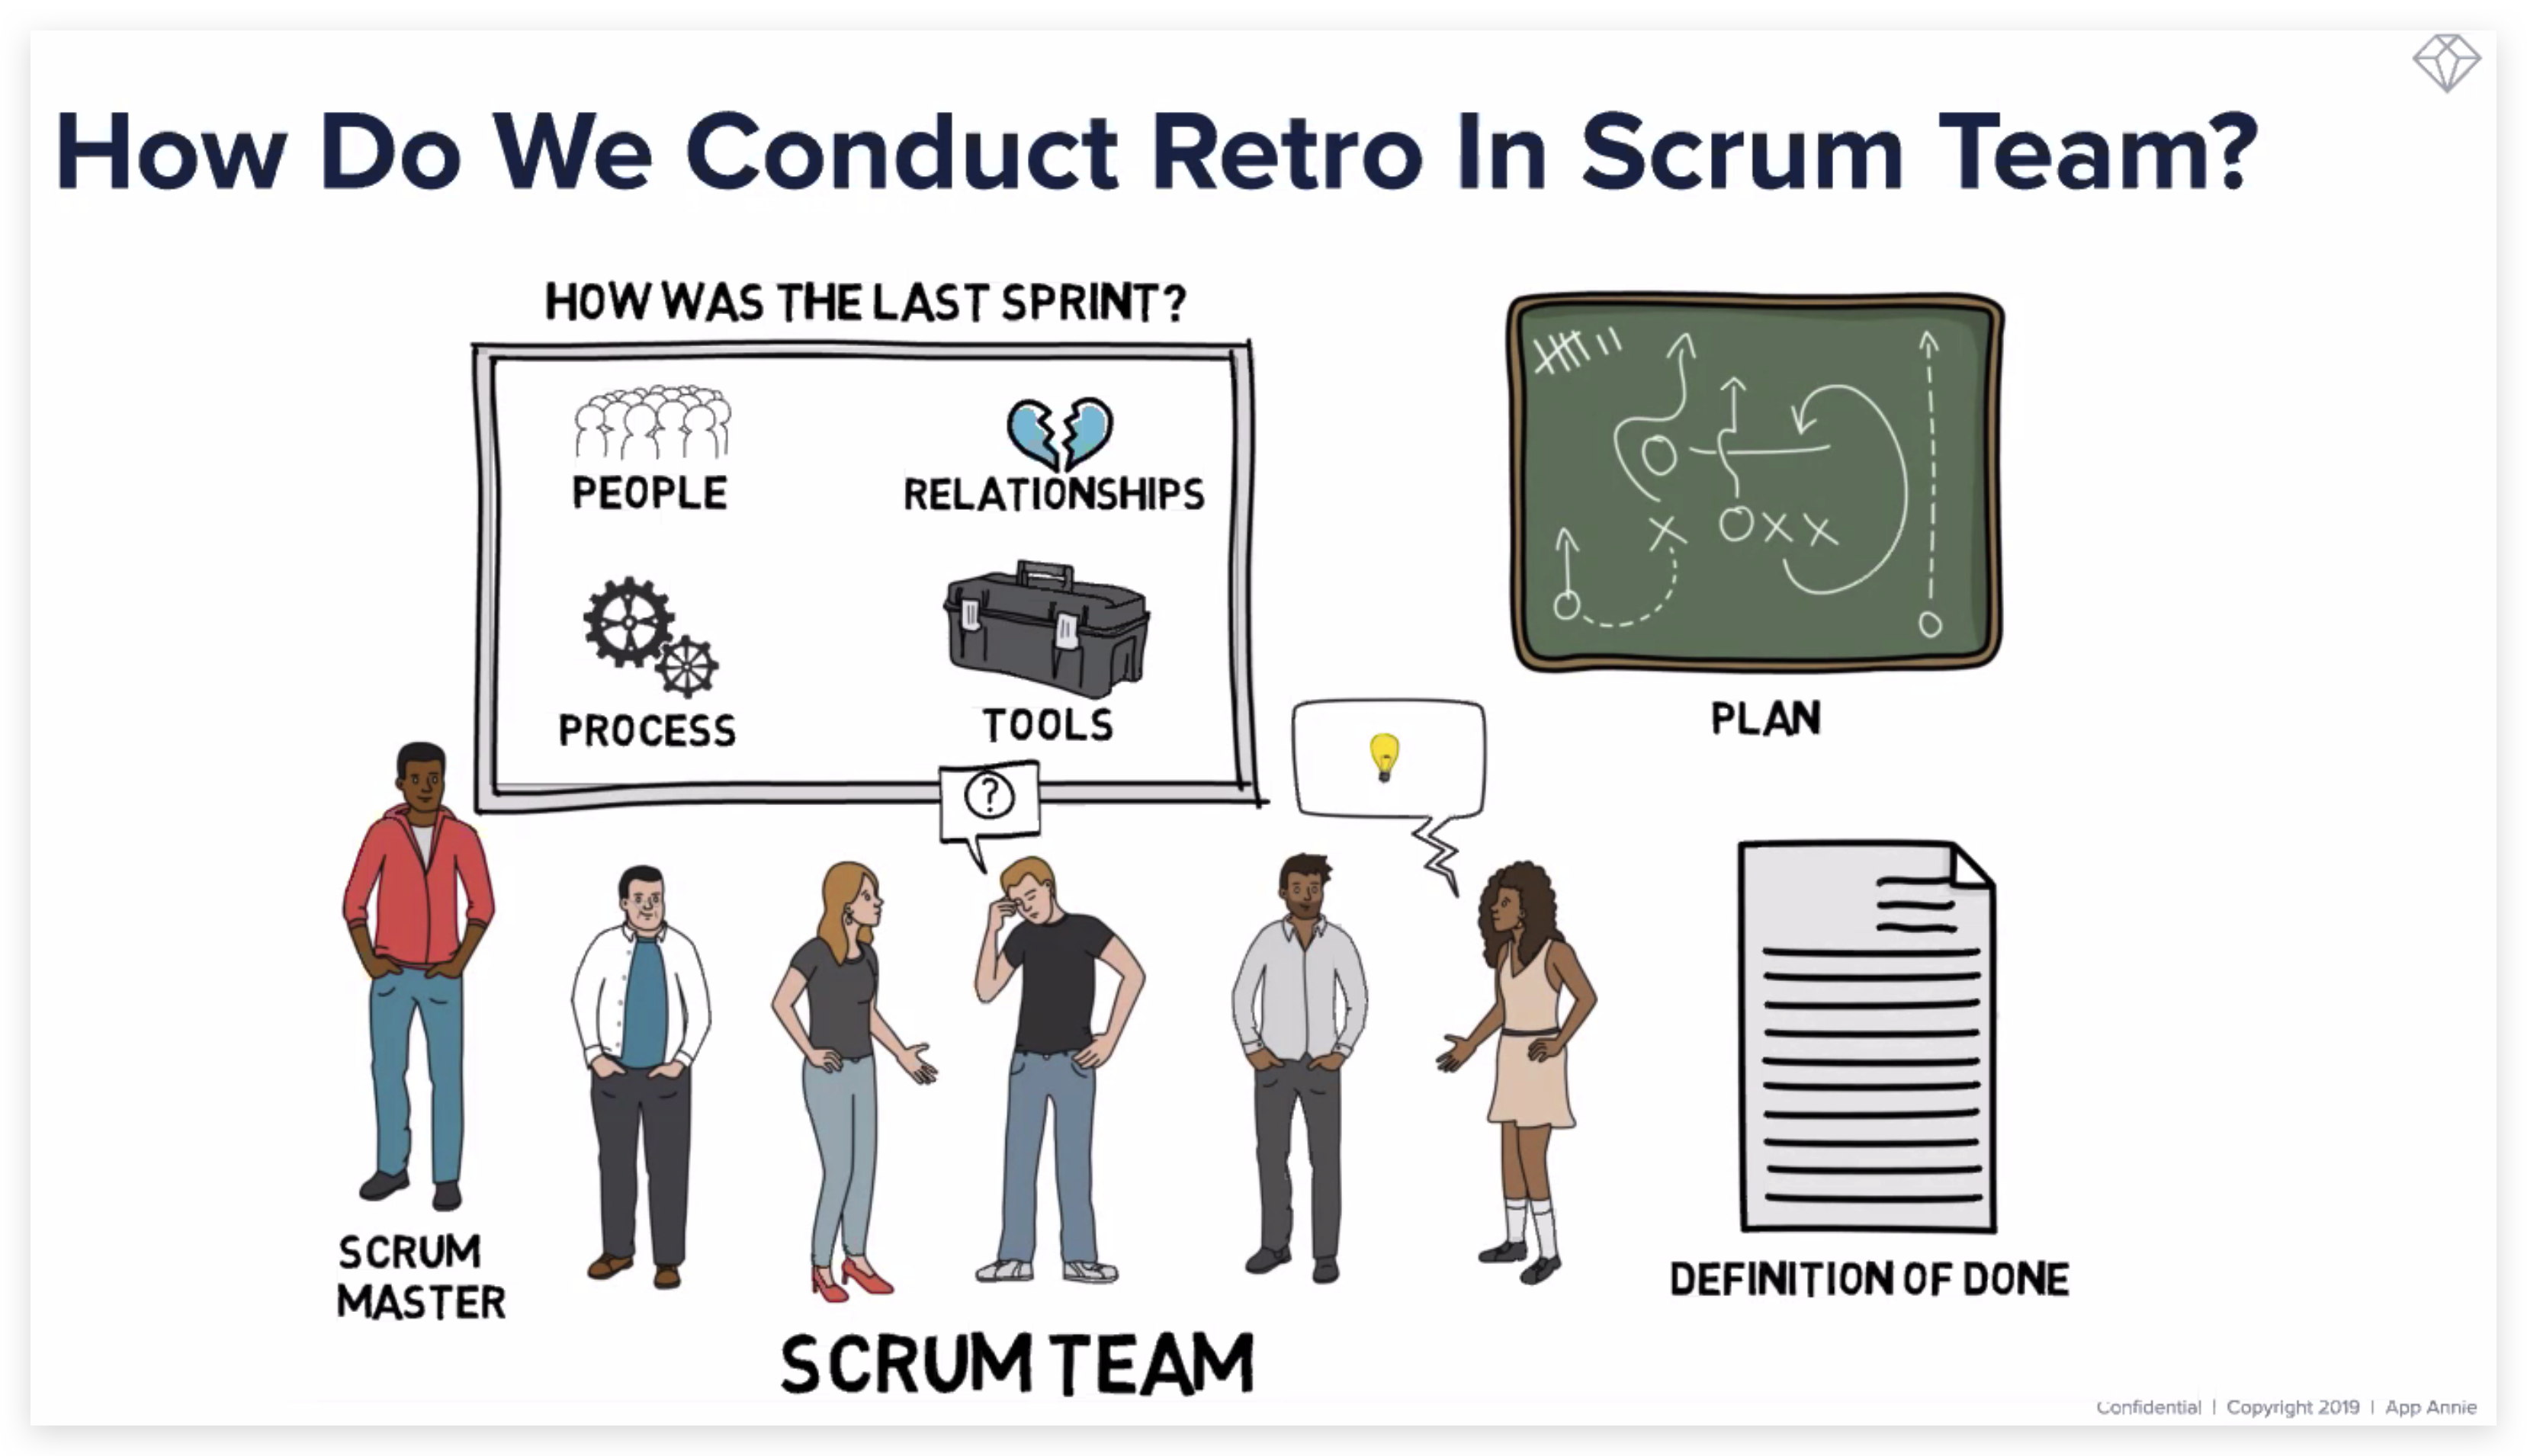 How Do We Conduct Retro In Scrum Team?
HOW WAS THE LAST SPRINT?
PEOPLE
RELATIONSHIPS
PROCESS
TOOLS
?
PLAN
SCRUM
MASTER
SCRUM TEAM
DEFINITION OF DONE
Confidential | Copyright 2019 | App Annie